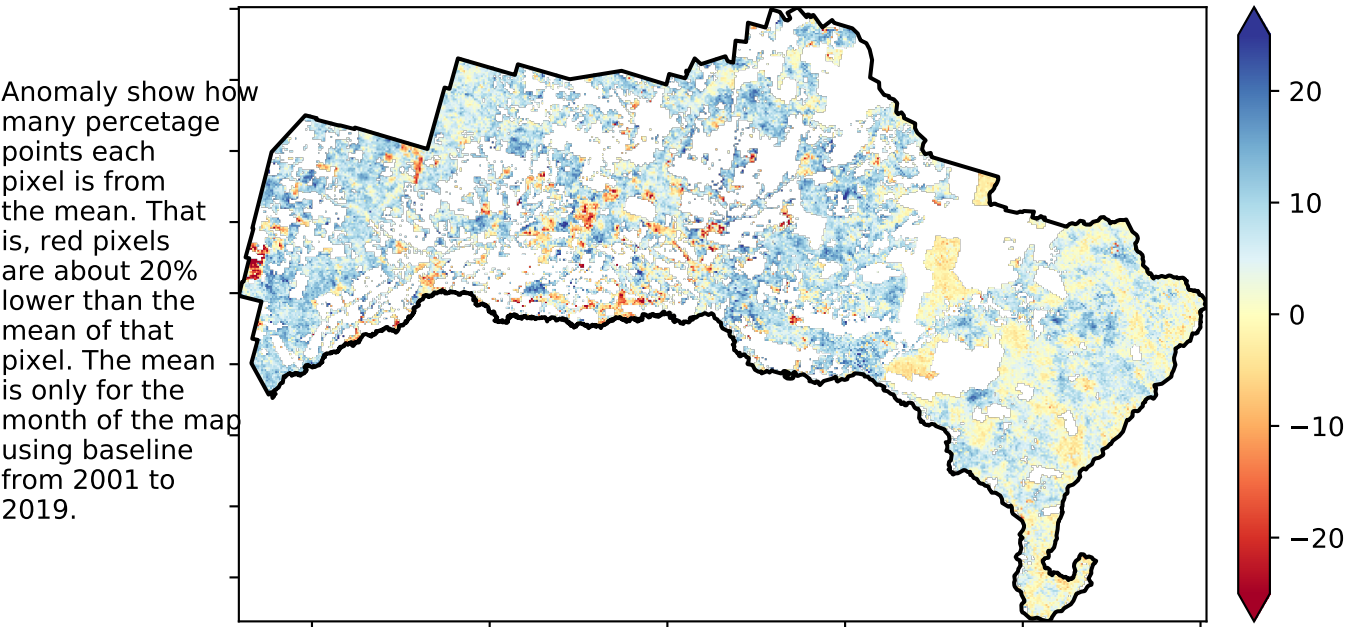 Anomaly show how
many percetage
points each
pixel is from
the mean. That
is, red pixels
are about 20%
lower than the
mean of that
pixel. The mean
is only for the
month of the map
using baseline
from 2001 to
2019.
20
10
0
−10
−20